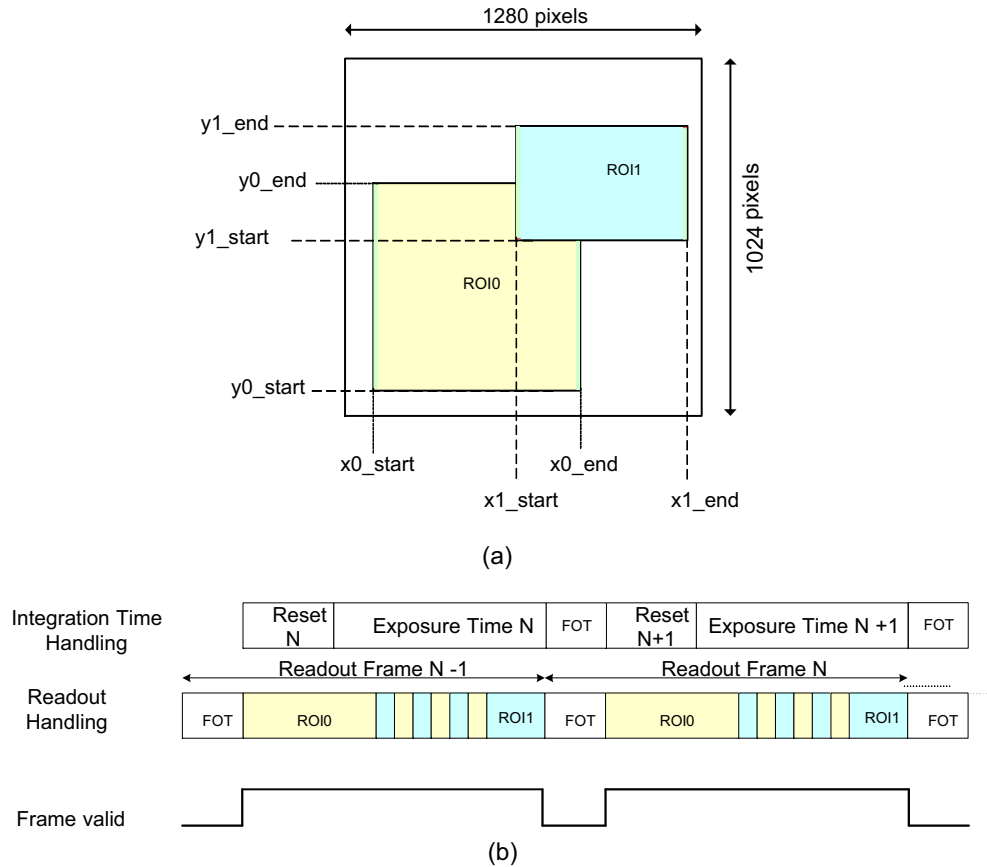 1280 pixels
y1_end
ROI1
y0_end
1024 pixels
y1_start
ROI0
y0_start
x0_start
x0_end
x1_start
x1_end
(a)
Integration Time
Handling
Reset
N
Exposure Time N
FOT
Reset
N+1
Exposure Time N +1
FOT
Readout Frame N -1
Readout Frame N
Readout
Handling
FOT
ROI0
ROI1
FOT
ROI0
ROI1
FOT
Frame valid
(b)